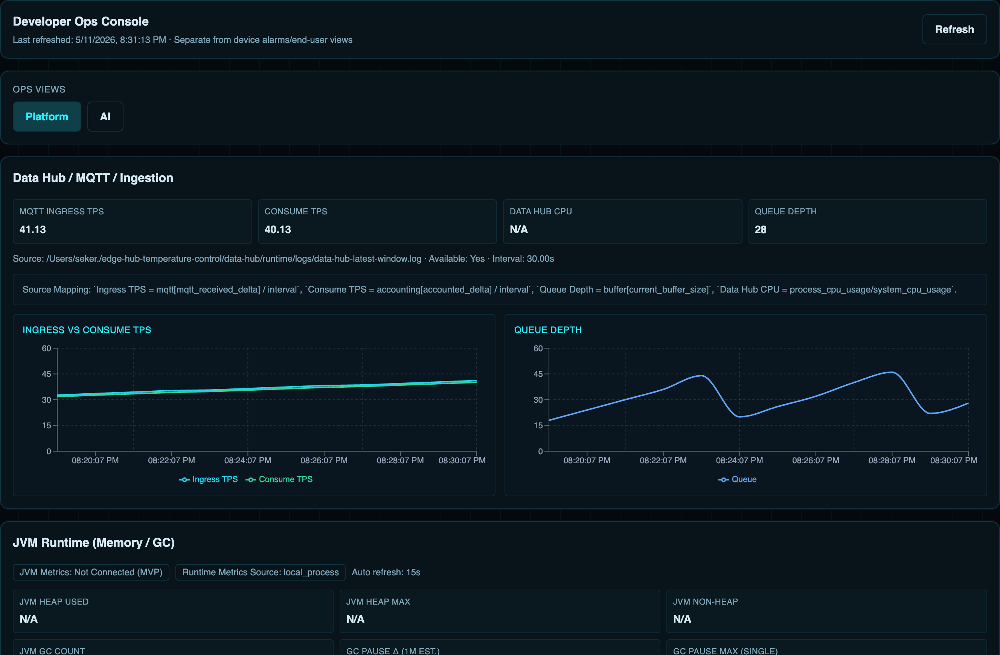 Developer Ops Console
Last refreshed: 5/11/2026, 8:31:13 PM · Separate from device alarms/end-user views
Refresh
OPS VIEWS
Platform
AI
Data Hub / MQTT / Ingestion
MQTT INGRESS TPS
41.13
CONSUME TPS
40.13
DATA HUB CPU
N/A
QUEUE DEPTH
28
Source: /Users/seker./edge-hub-temperature-control/data-hub/runtime/logs/data-hub-latest-window.log · Available: Yes · Interval: 30.00s
Source Mapping: `Ingress TPS = mqtt[mqtt_received_delta] / interval`, `Consume TPS = accounting[accounted_delta] / interval`, `Queue Depth = buffer[current_buffer_size]`, `Data Hub CPU = process_cpu_usage/system_cpu_usage`.
INGRESS VS CONSUME TPS
60
45
30
15
0
08:20:07 PM
08:22:07 PM
08:24:07 PM
08:26:07 PM
08:28:07 PM
08:30:07 PM
Ingress TPS
Consume TPS
QUEUE DEPTH
60
45
30
15
0
08:20:07 PM
08:22:07 PM
08:24:07 PM
08:26:07 PM
08:28:07 PM
08:30:07 PM
Queue
JVM Runtime (Memory / GC)
JVM Metrics: Not Connected (MVP)
Runtime Metrics Source: local_process
Auto refresh: 15s
JVM HEAP USED
N/A
JVM HEAP MAX
N/A
JVM NON-HEAP
N/A
JVM GC COUNT
GC PAUSE Δ (1M EST.)
GC PAUSE MAX (SINGLE)